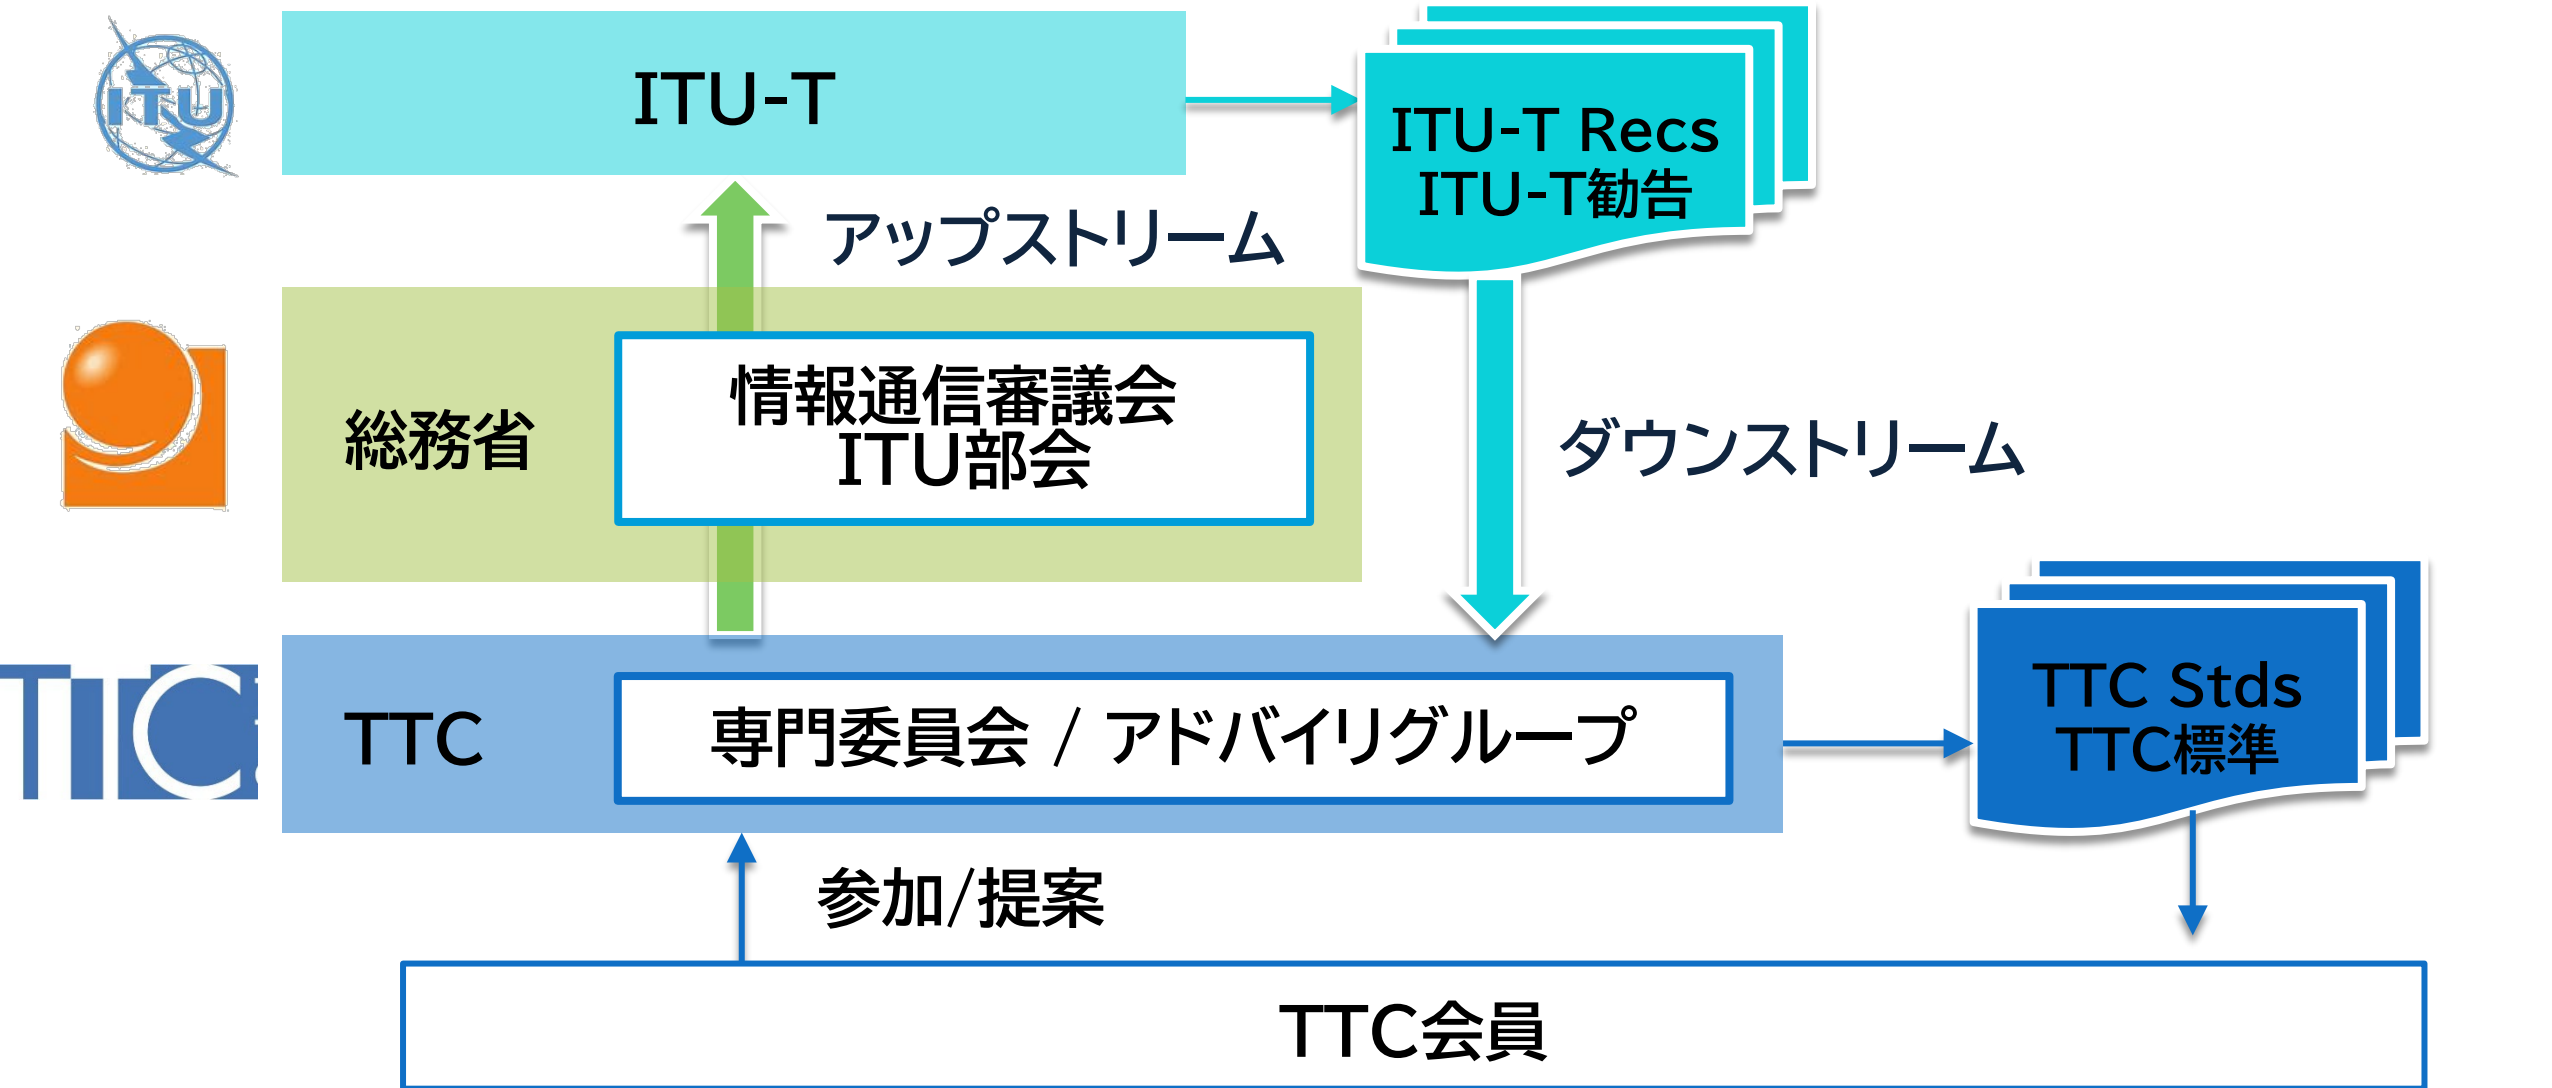 ITU
ITU-T
ITU-T Recs
ITU-T勧告
アップストリーム
総務省
情報通信審議会
ITU部会
ダウンストリーム
TTC
TTC
専門委員会 / アドバイリグループ
TTC Stds
TTC標準
参加/提案
TTC会員